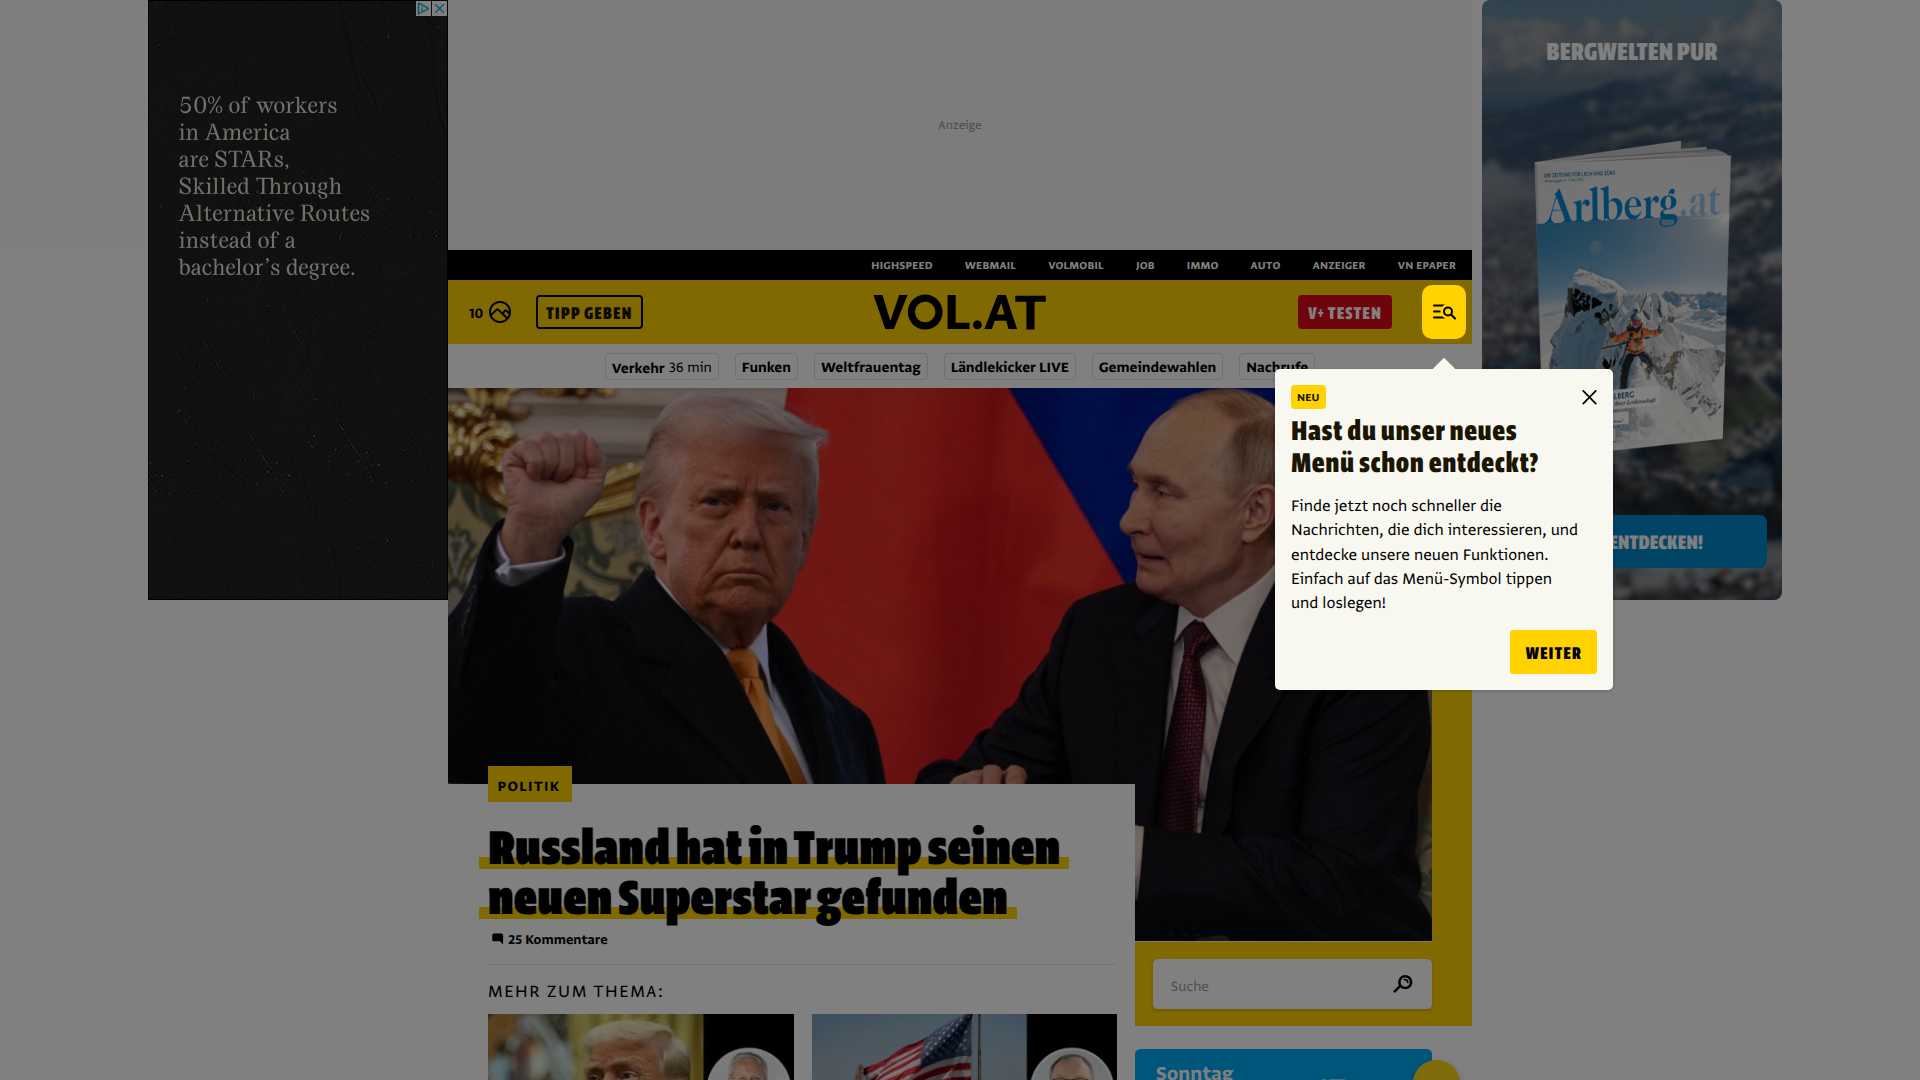 50% of workers
in America
are STARs,
Skilled Through
Alternative Routes
instead of a
bachelor's degree.
Anzeige
BERGWELTEN PUR
Arlberg.at
ENTDECKEN!
HIGHSPEED WEBMAIL VOLMOBIL JOB IMMO AUTO ANZEIGER VN EPAPER
10 TIPP GEBEN VOL.AT V+ TESTEN
Verkehr 36 min Funken Weltfrauentag Ländlekicker LIVE Gemeindewahlen Nachrufe
NEU
Hast du unser neues
Menü schon entdeckt?
Finde jetzt noch schneller die
Nachrichten, die dich interessieren, und
entdecke unsere neuen Funktionen.
Einfach auf das Menü-Symbol tippen
und loslegen!
WEITER
POLITIK
Russland hat in Trump seinen
neuen Superstar gefunden
25 Kommentare
MEHR ZUM THEMA:
Suche
Sonntag